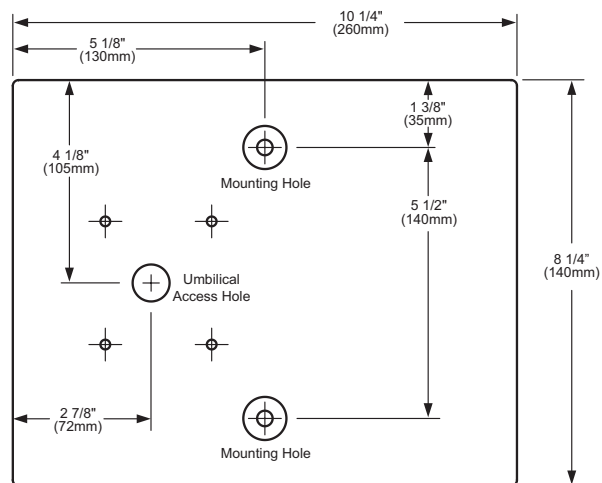 10 1/4"
(260mm)
5 1/8"
(130mm)
1 3/8"
(35mm)
4 1/8"
(105mm)
Mounting Hole
5 1/2"
(140mm)
8 1/4”
(140mm)
Umbilical
Access Hole
2 7/8"
(72mm)
Mounting Hole